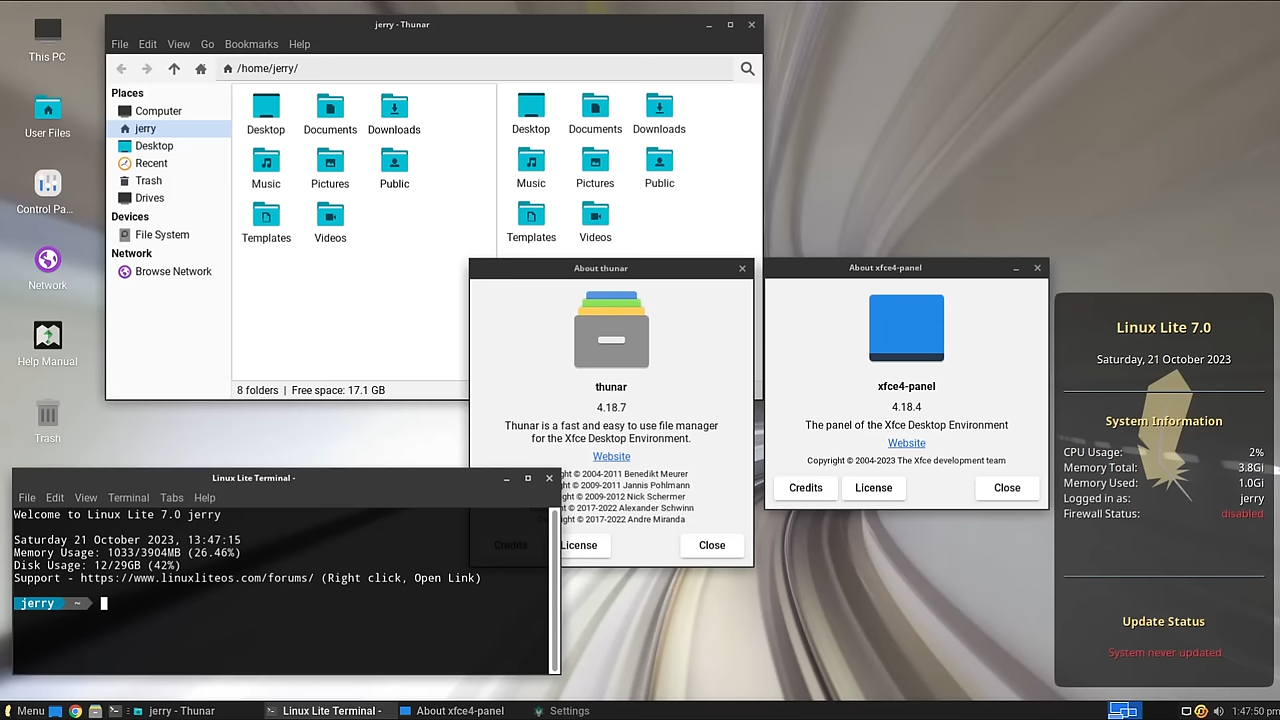 This PC
User Files
Control Pa...
Network
Help Manual
Trash
jerry - Thunar
File Edit View Go Bookmarks Help
/home/jerry/
Places
Computer
jerry
Desktop
Recent
Trash
Drives
Devices
File System
Network
Browse Network
Desktop Documents Downloads
Music Pictures Public
Templates Videos
Desktop Documents Downloads
Music Pictures Public
Templates Videos
8 folders | Free space: 17.1 GB
About thunar
thunar
4.18.7
Thunar is a fast and easy to use file manager
for the Xfce Desktop Environment.
Website
ght © 2004-2011 Benedikt Meurer
© 2009-2011 Jannis Pohlmann
© 2009-2012 Nick Schermer
© 2017-2022 Alexander Schwinn
© 2017-2022 Andre Miranda
Credits License Close
About xfce4-panel
xfce4-panel
4.18.4
The panel of the Xfce Desktop Environment
Website
Copyright © 2004-2023 The Xfce development team
Credits License Close
Linux Lite Terminal -
File Edit View Terminal Tabs Help
Welcome to Linux Lite 7.0 jerry
Saturday 21 October 2023, 13:47:15
Memory Usage: 1033/3904MB (26.46%)
Disk Usage: 12/29GB (42%)
Support - https://www.linuxliteos.com/forums/ (Right click, Open Link)
jerry ~
Linux Lite 7.0
Saturday, 21 October 2023
System Information
CPU Usage: 2%
Memory Total: 3.8Gi
Memory Used: 1.0Gi
Logged in as: jerry
Firewall Status: disabled
Update Status
System never updated
Menu jerry - Thunar Linux Lite Terminal - About xfce4-panel Settings 1:47:50 pm